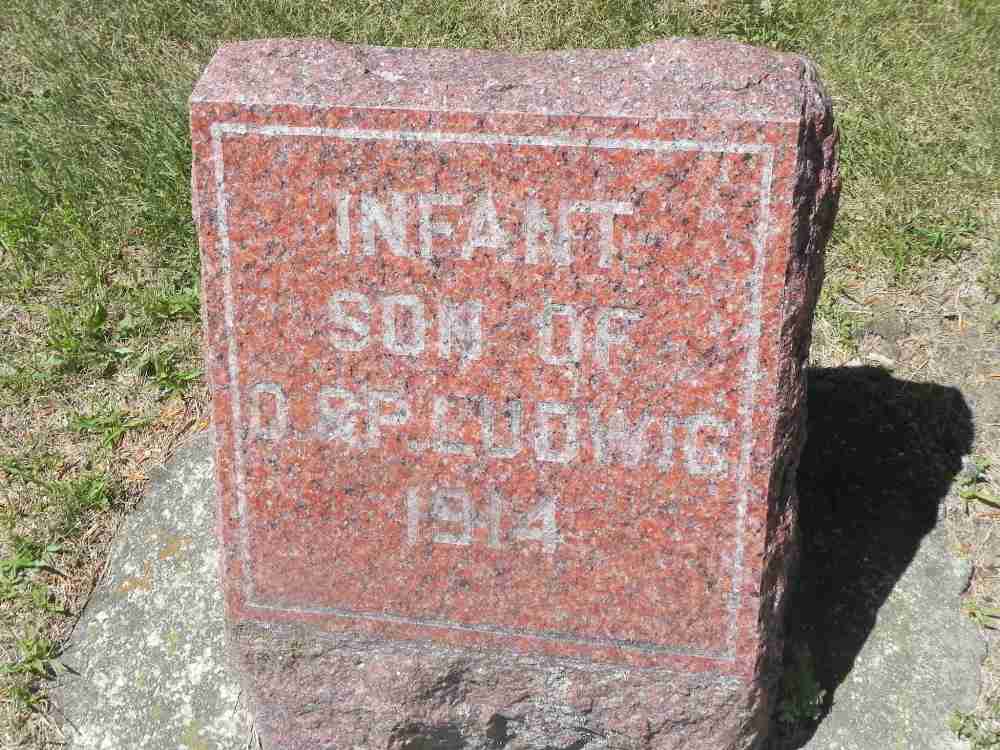 INFANT
SON OF
D. & P. LUDWIG
1914